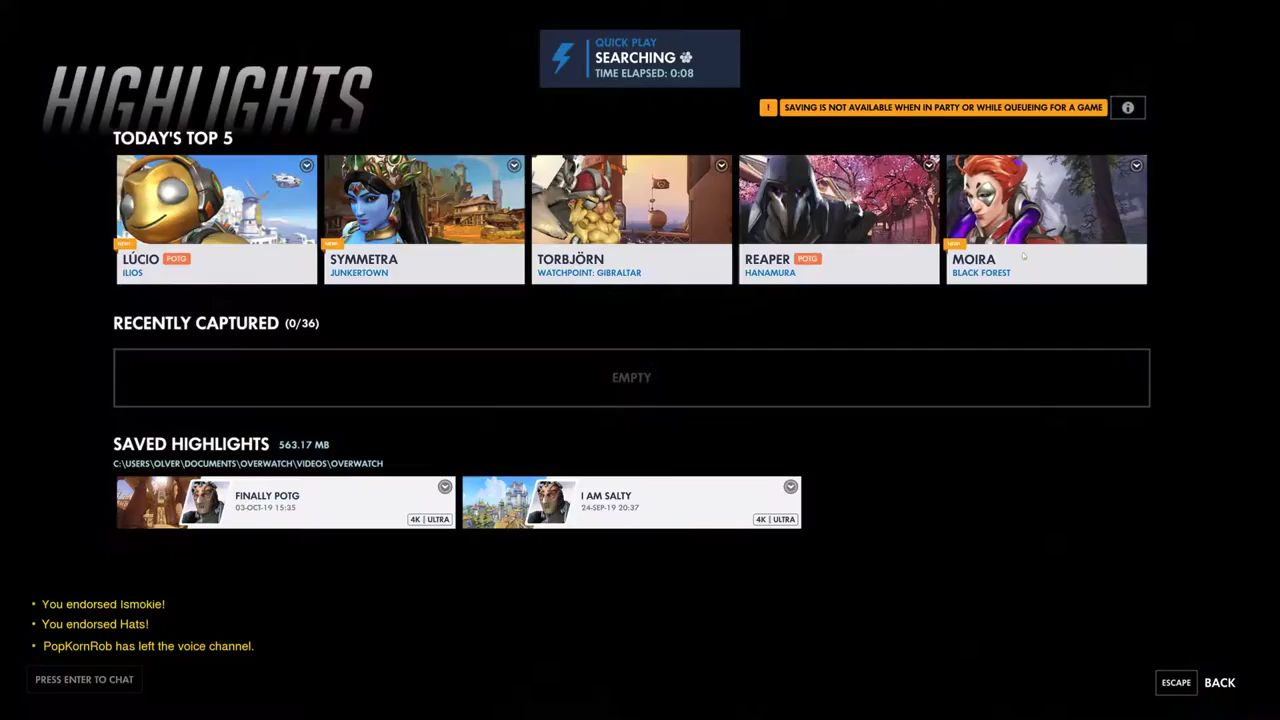 QUICK PLAY
SEARCHING
TIME ELAPSED: 0:08
HIGHLIGHTS
! SAVING IS NOT AVAILABLE WHEN IN PARTY OR WHILE QUEUEING FOR A GAME
TODAY'S TOP 5
NEW!
LÚCIO POTG
ILIOS
NEW!
SYMMETRA
JUNKERTOWN
TORBJÖRN
WATCHPOINT: GIBRALTAR
REAPER POTG
HANAMURA
NEW!
MOIRA
BLACK FOREST
RECENTLY CAPTURED (0/36)
EMPTY
SAVED HIGHLIGHTS 563.17 MB
C:\USERS\OLVER\DOCUMENTS\OVERWATCH\VIDEOS\OVERWATCH
FINALLY POTG
03-OCT-19 15:35
4K | ULTRA
I AM SALTY
24-SEP-19 20:37
4K | ULTRA
• You endorsed Ismokie!
• You endorsed Hats!
• PopKornRob has left the voice channel.
PRESS ENTER TO CHAT
ESCAPE BACK